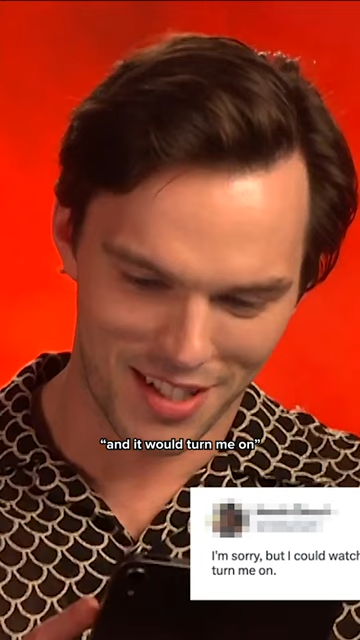 “and it would turn me on”
I'm sorry, but I could watch
turn me on.